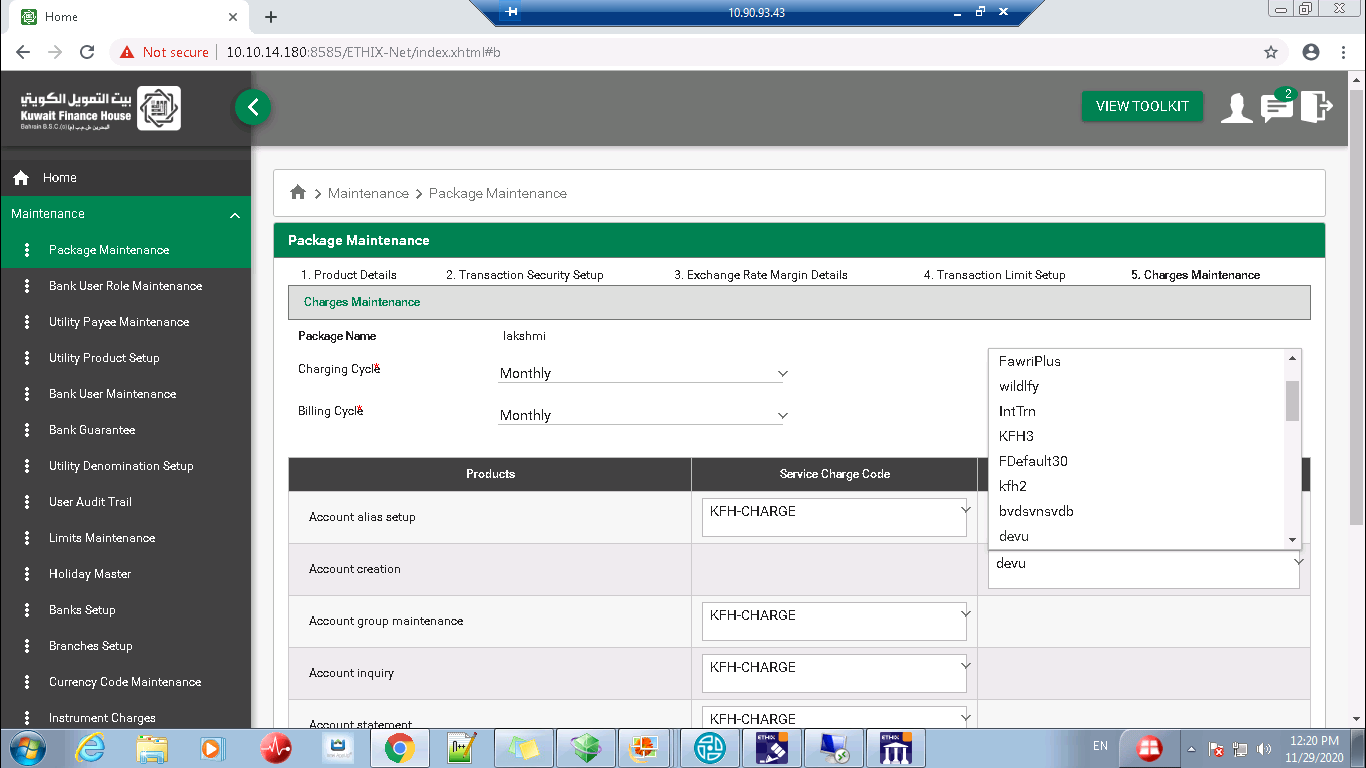 Home
10.90.93.43
Not secure
10.10.14.180:8585/ETHIX-Net/index.xhtml#b
بيت التمويل الكويتي
Kuwait Finance House
VIEW TOOLKIT
2
Home
Maintenance
Package Maintenance
Bank User Role Maintenance
Utility Payee Maintenance
Utility Product Setup
Bank User Maintenance
Bank Guarantee
Utility Denomination Setup
User Audit Trail
Limits Maintenance
Holiday Master
Banks Setup
Branches Setup
Currency Code Maintenance
Instrument Charges
Maintenance
Package Maintenance
Package Maintenance
1. Product Details
2. Transaction Security Setup
3. Exchange Rate Margin Details
4. Transaction Limit Setup
5. Charges Maintenance
Charges Maintenance
Package Name
lakshmi
Charging Cycle*
Monthly
Billing Cycle*
Monthly
FawriPlus
wildlfy
IntTrn
KFH3
FDefault30
kfh2
bvdsvnsvdb
devu
Products
Service Charge Code
Account alias setup
KFH-CHARGE
Account creation
devu
Account group maintenance
KFH-CHARGE
Account inquiry
KFH-CHARGE
Account statement
KFH-CHARGE
ETHIX
ETHIX
EN
12:20 PM
11/29/2020